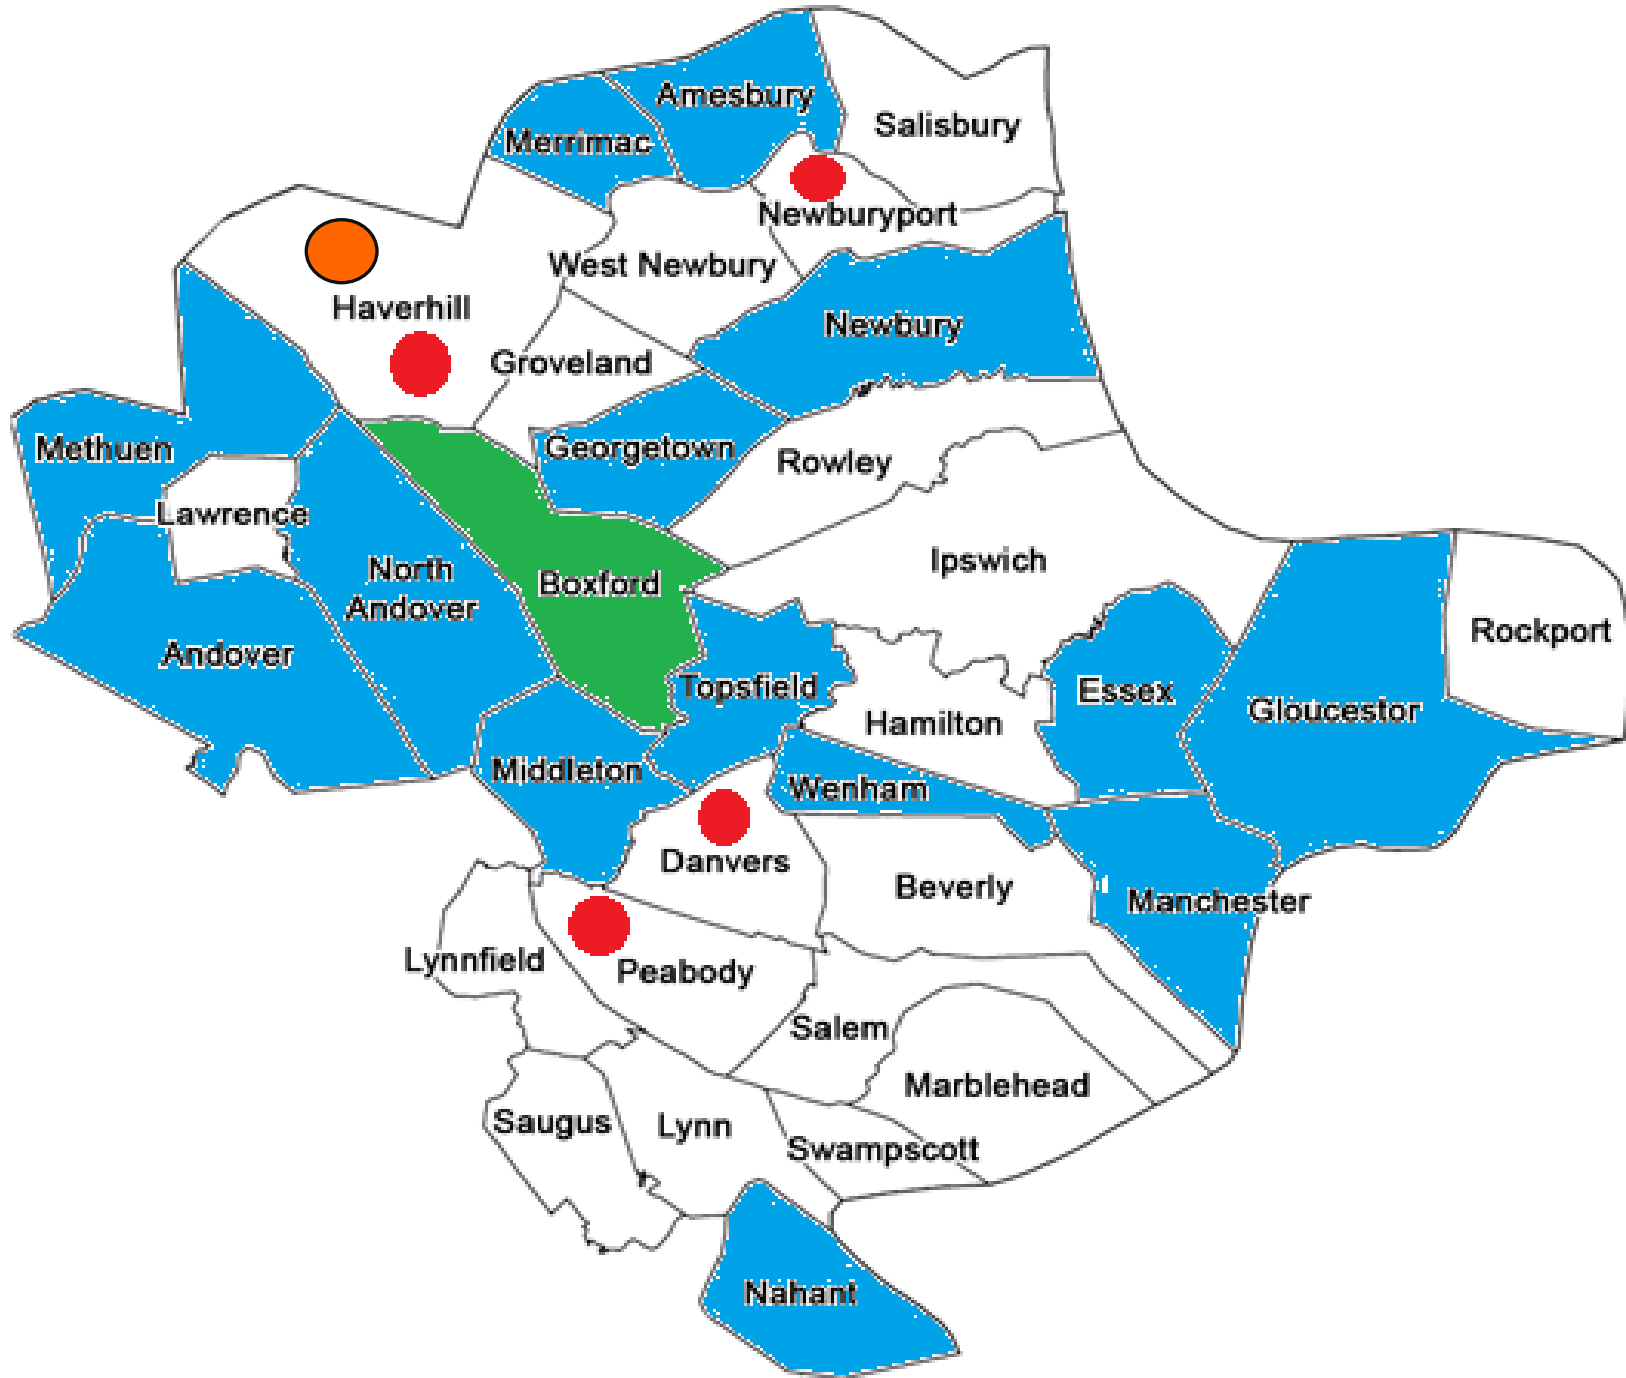 Amesbury
Salisbury
Merrimac
Newburyport
West Newbury
Haverhill
Newbury
Groveland
Methuen
Georgetown
Rowley
Lawrence
Ipswich
North
Andover
Boxford
Rockport
Andover
Topsfield
Essex
Gloucestor
Hamilton
Middleton
Wenham
Danvers
Beverly
Manchester
Lynnfield
Peabody
Salem
Marblehead
Saugus
Lynn
Swampscott
Nahant